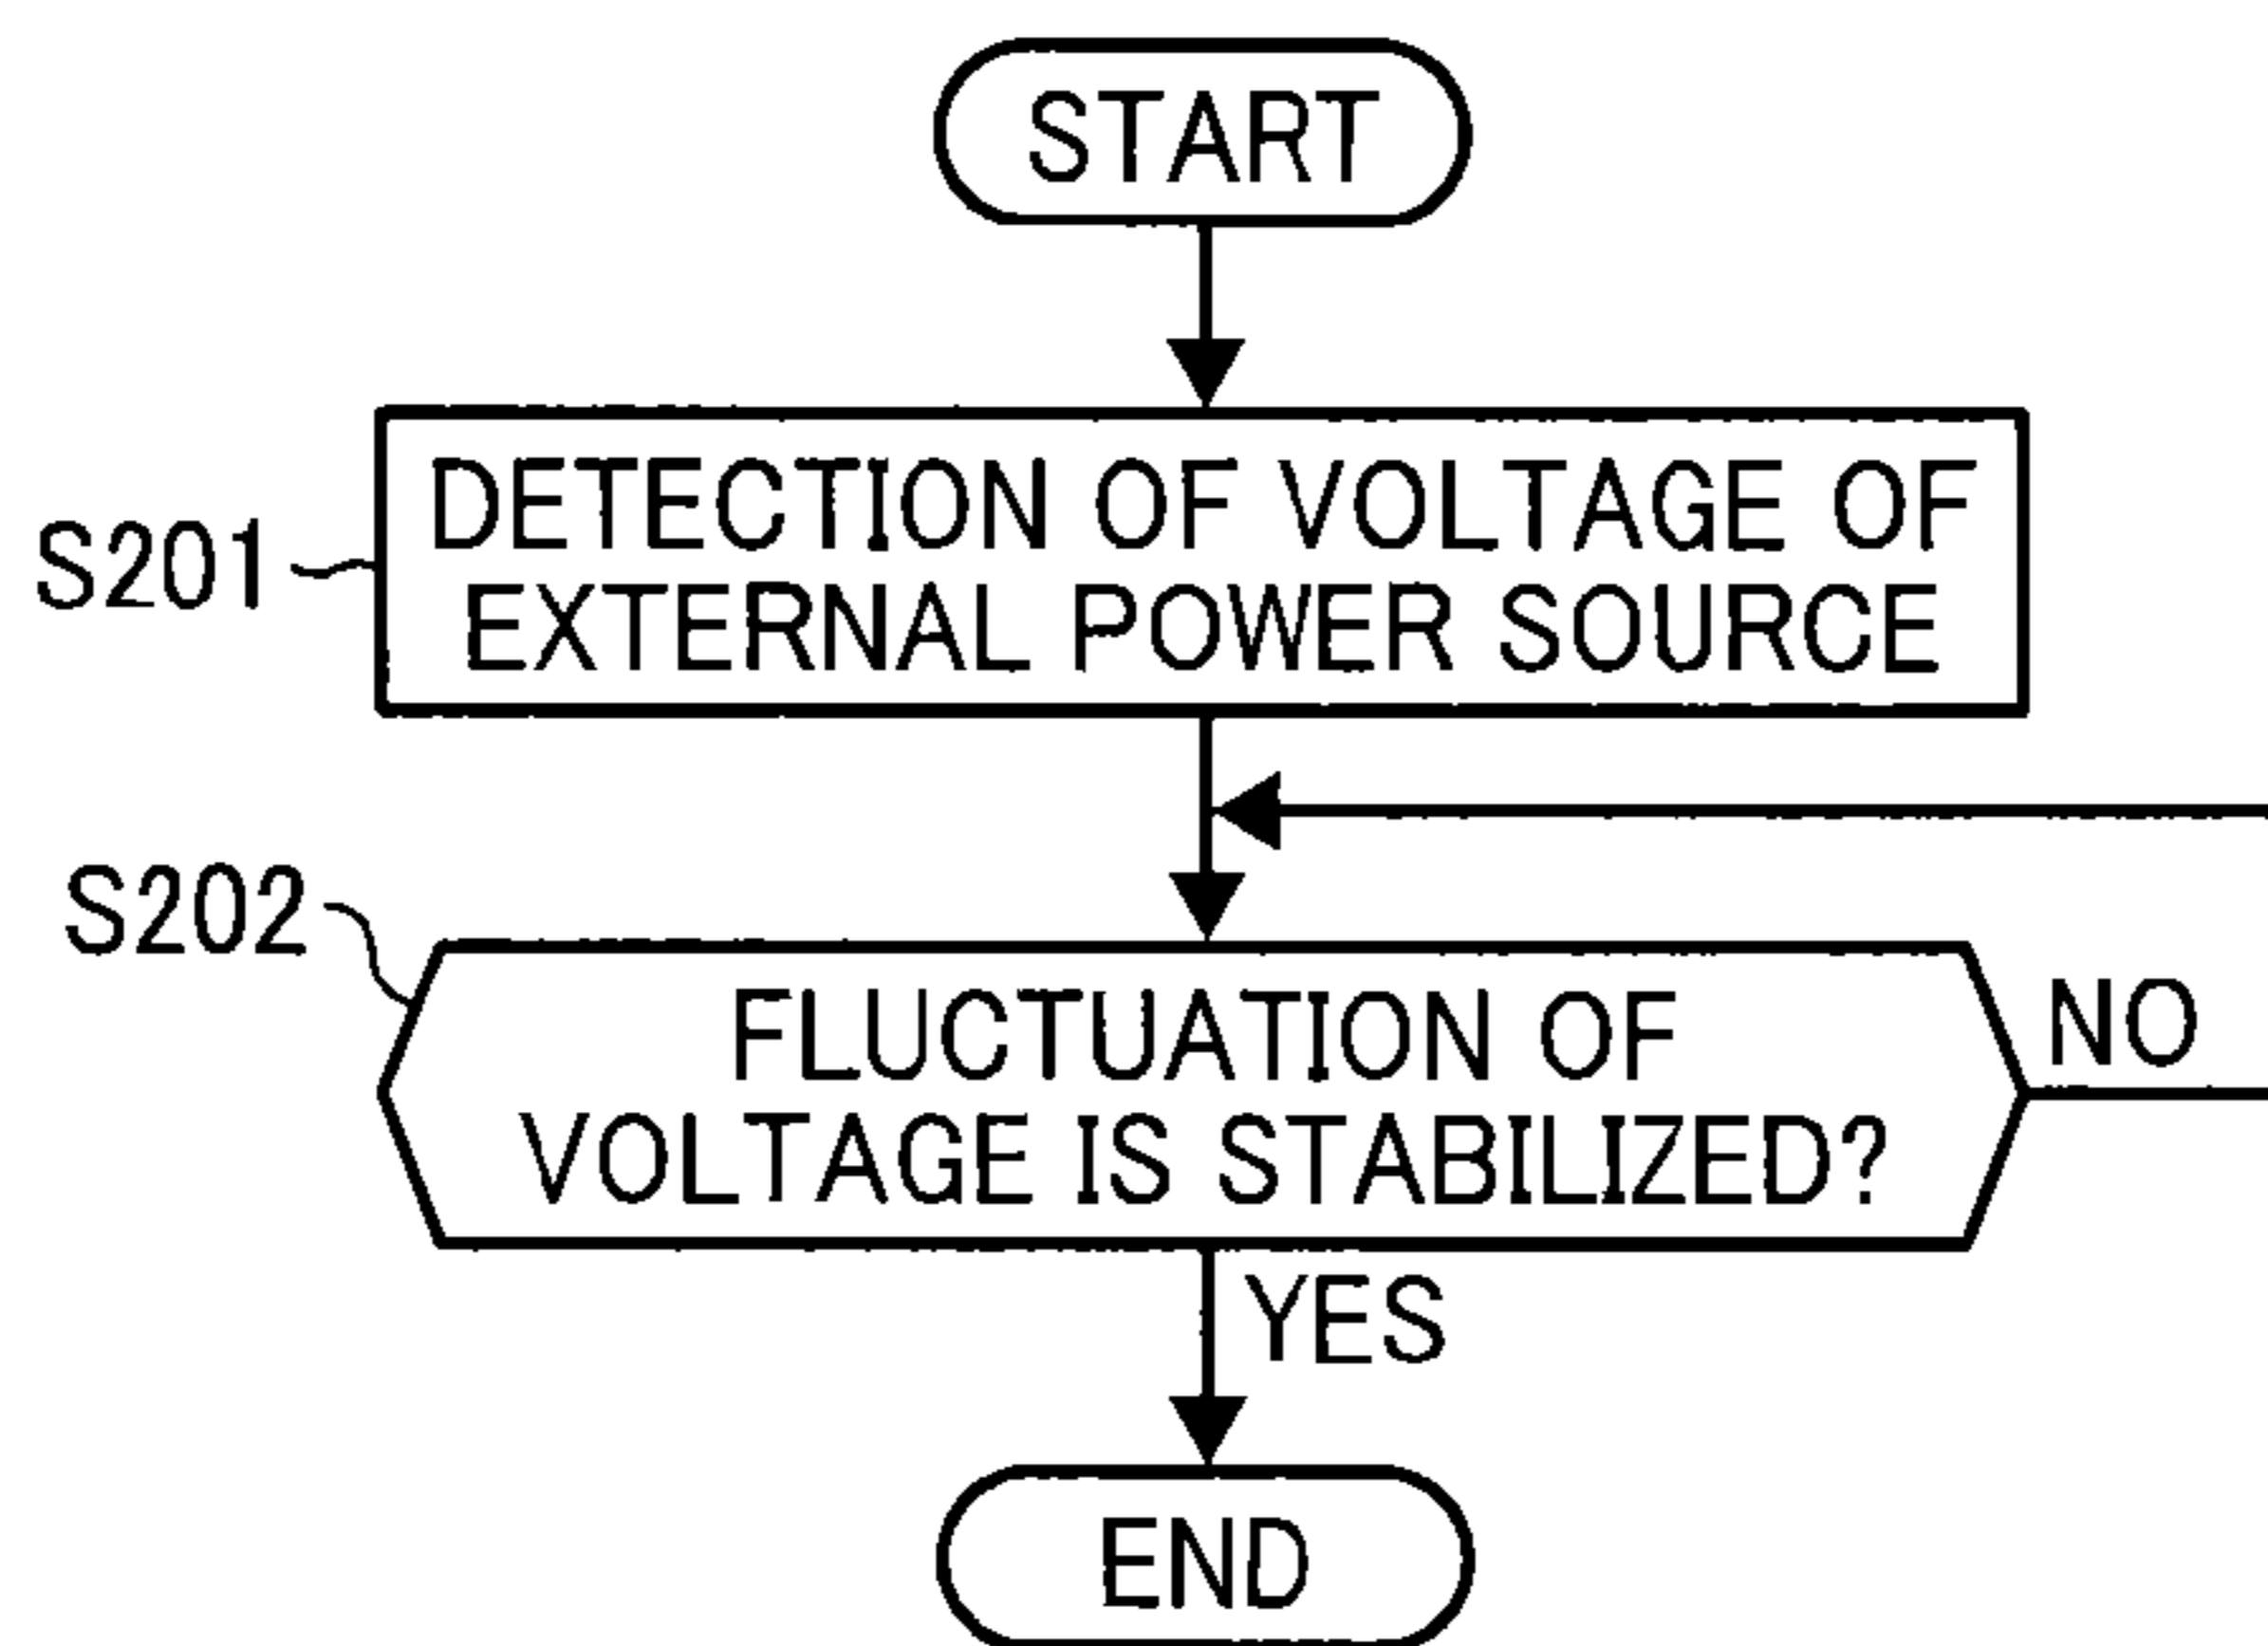 START
S201
DETECTION OF VOLTAGE OF
EXTERNAL POWER SOURCE
S202
FLUCTUATION OF
VOLTAGE IS STABILIZED?
NO
YES
END